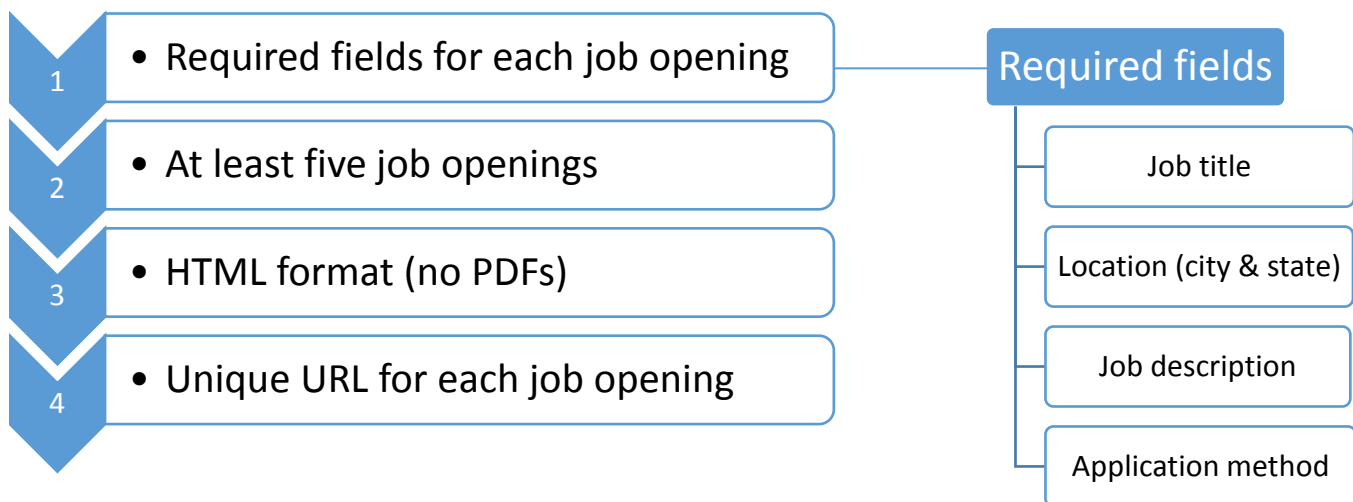 1
• Required fields for each job opening
2
• At least five job openings
3
• HTML format (no PDFs)
4
• Unique URL for each job opening
Required fields
Job title
Location (city & state)
Job description
Application method